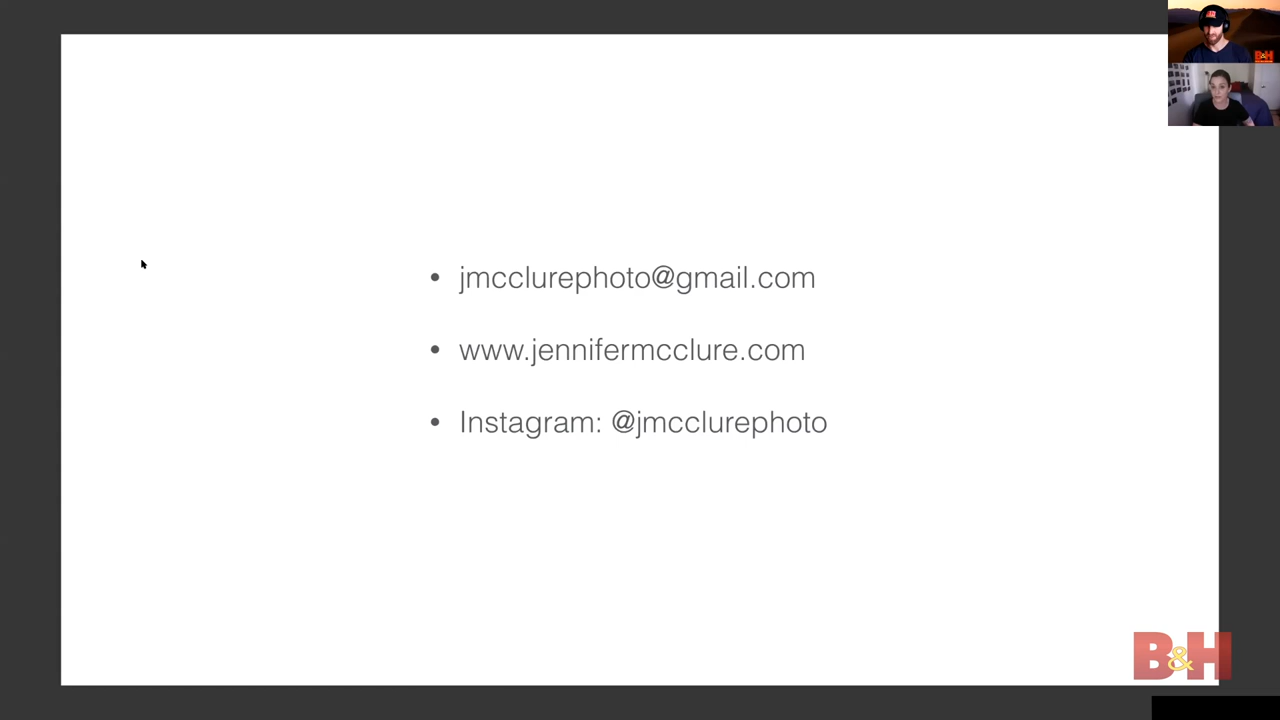 • jmcclurephoto@gmail.com
• www.jennifermcclure.com
• Instagram: @jmcclurephoto
B&H
B&H